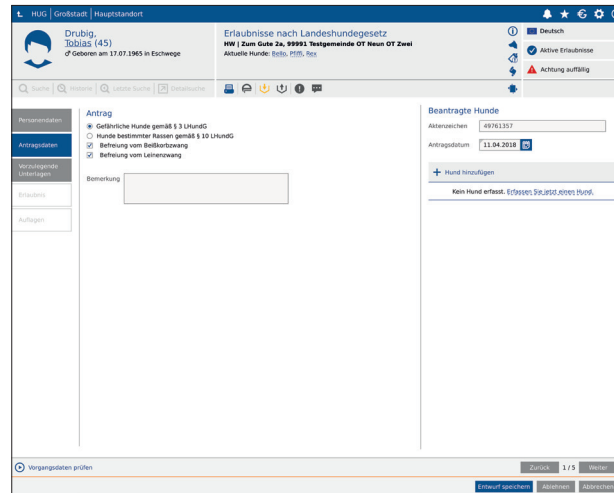 HUG | Großstadt | Hauptstandort
Drubig,
Tobias (45)
♂ Geboren am 17.07.1965 in Eschwege
Erlaubnisse nach Landeshundegesetz
HW | Zum Gute 2a, 99991 Testgemeinde OT Neun OT Zwei
Aktuelle Hunde: Bello, Pfiffi, Rex
Deutsch
Aktive Erlaubnisse
Achtung auffällig
Suche | Historie | Letzte Suche | Detailsuche
Personendaten
Antragsdaten
Vorzulegende
Unterlagen
Erlaubnis
Auflagen
Antrag
Gefährliche Hunde gemäß § 3 LHundG
Hunde bestimmter Rassen gemäß § 10 LHundG
Befreiung vom Beißkorbzwang
Befreiung vom Leinenzwang
Bemerkung
Beantragte Hunde
Aktenzeichen 49761357
Antragsdatum 11.04.2018
+ Hund hinzufügen
Kein Hund erfasst. Erfassen Sie jetzt einen Hund.
Vorgangsdaten prüfen
Zurück 1/5 Weiter
Entwurf speichern Ablehnen Abbrechen